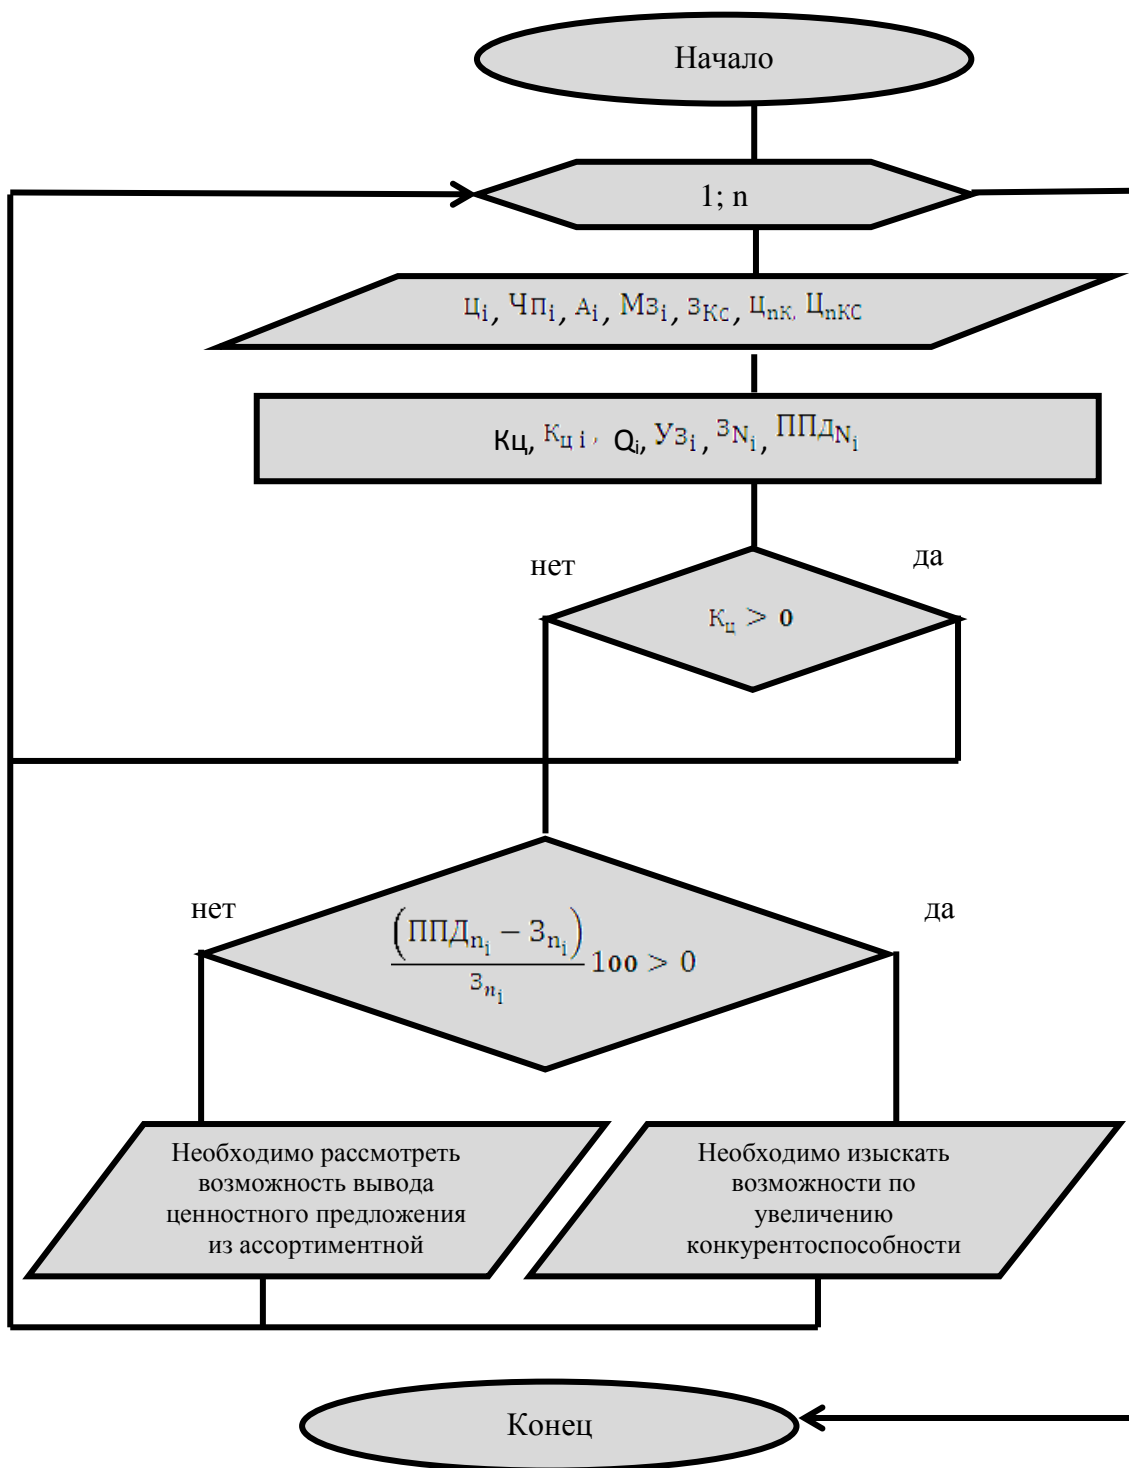 Начало
1; n
Цi, ЧПi, Аi, МЗi, ЗКС, ЦnК, ЦnКС
Кц, Кц i, Qi, УЗi, ЗNi, ППДNi
нет
да
Кц > 0
нет
да
(ППДni − Зni)
100 > 0
Зni
Необходимо рассмотреть
возможность вывода
ценностного предложения
из ассортиментной
Необходимо изыскать
возможности по
увеличению
конкурентоспособности
Конец